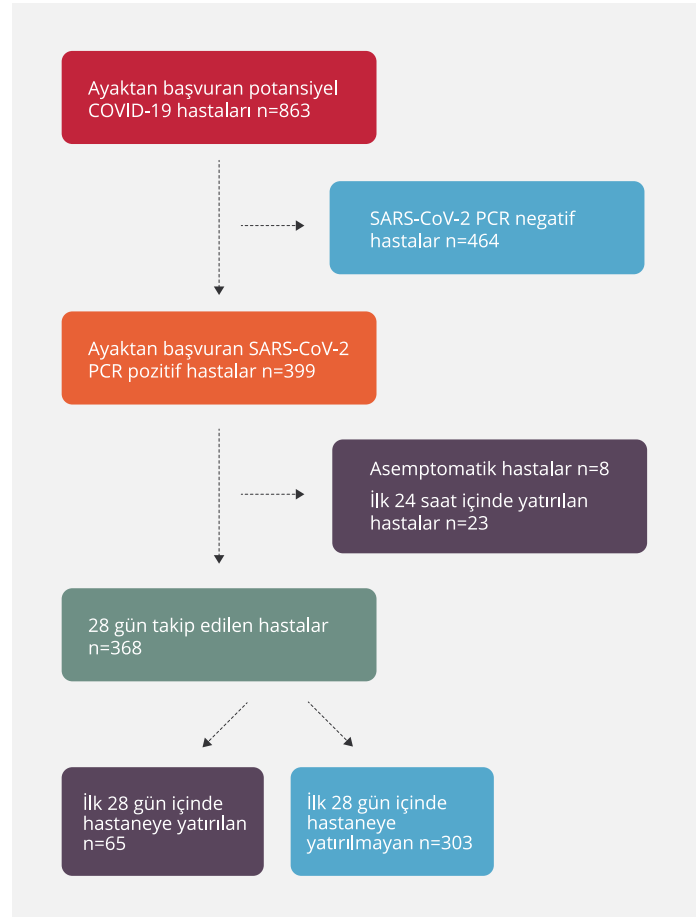 Ayaktan başvuran potansiyel
COVID-19 hastaları n=863
SARS-CoV-2 PCR negatif
hastalar n=464
Ayaktan başvuran SARS-CoV-2
PCR pozitif hastalar n=399
Asemptomatik hastalar n=8
İlk 24 saat içinde yatırılan
hastalar n=23
28 gün takip edilen hastalar
n=368
İlk 28 gün içinde
hastaneye yatırılan
n=65
İlk 28 gün içinde
hastaneye
yatırılmayan n=303